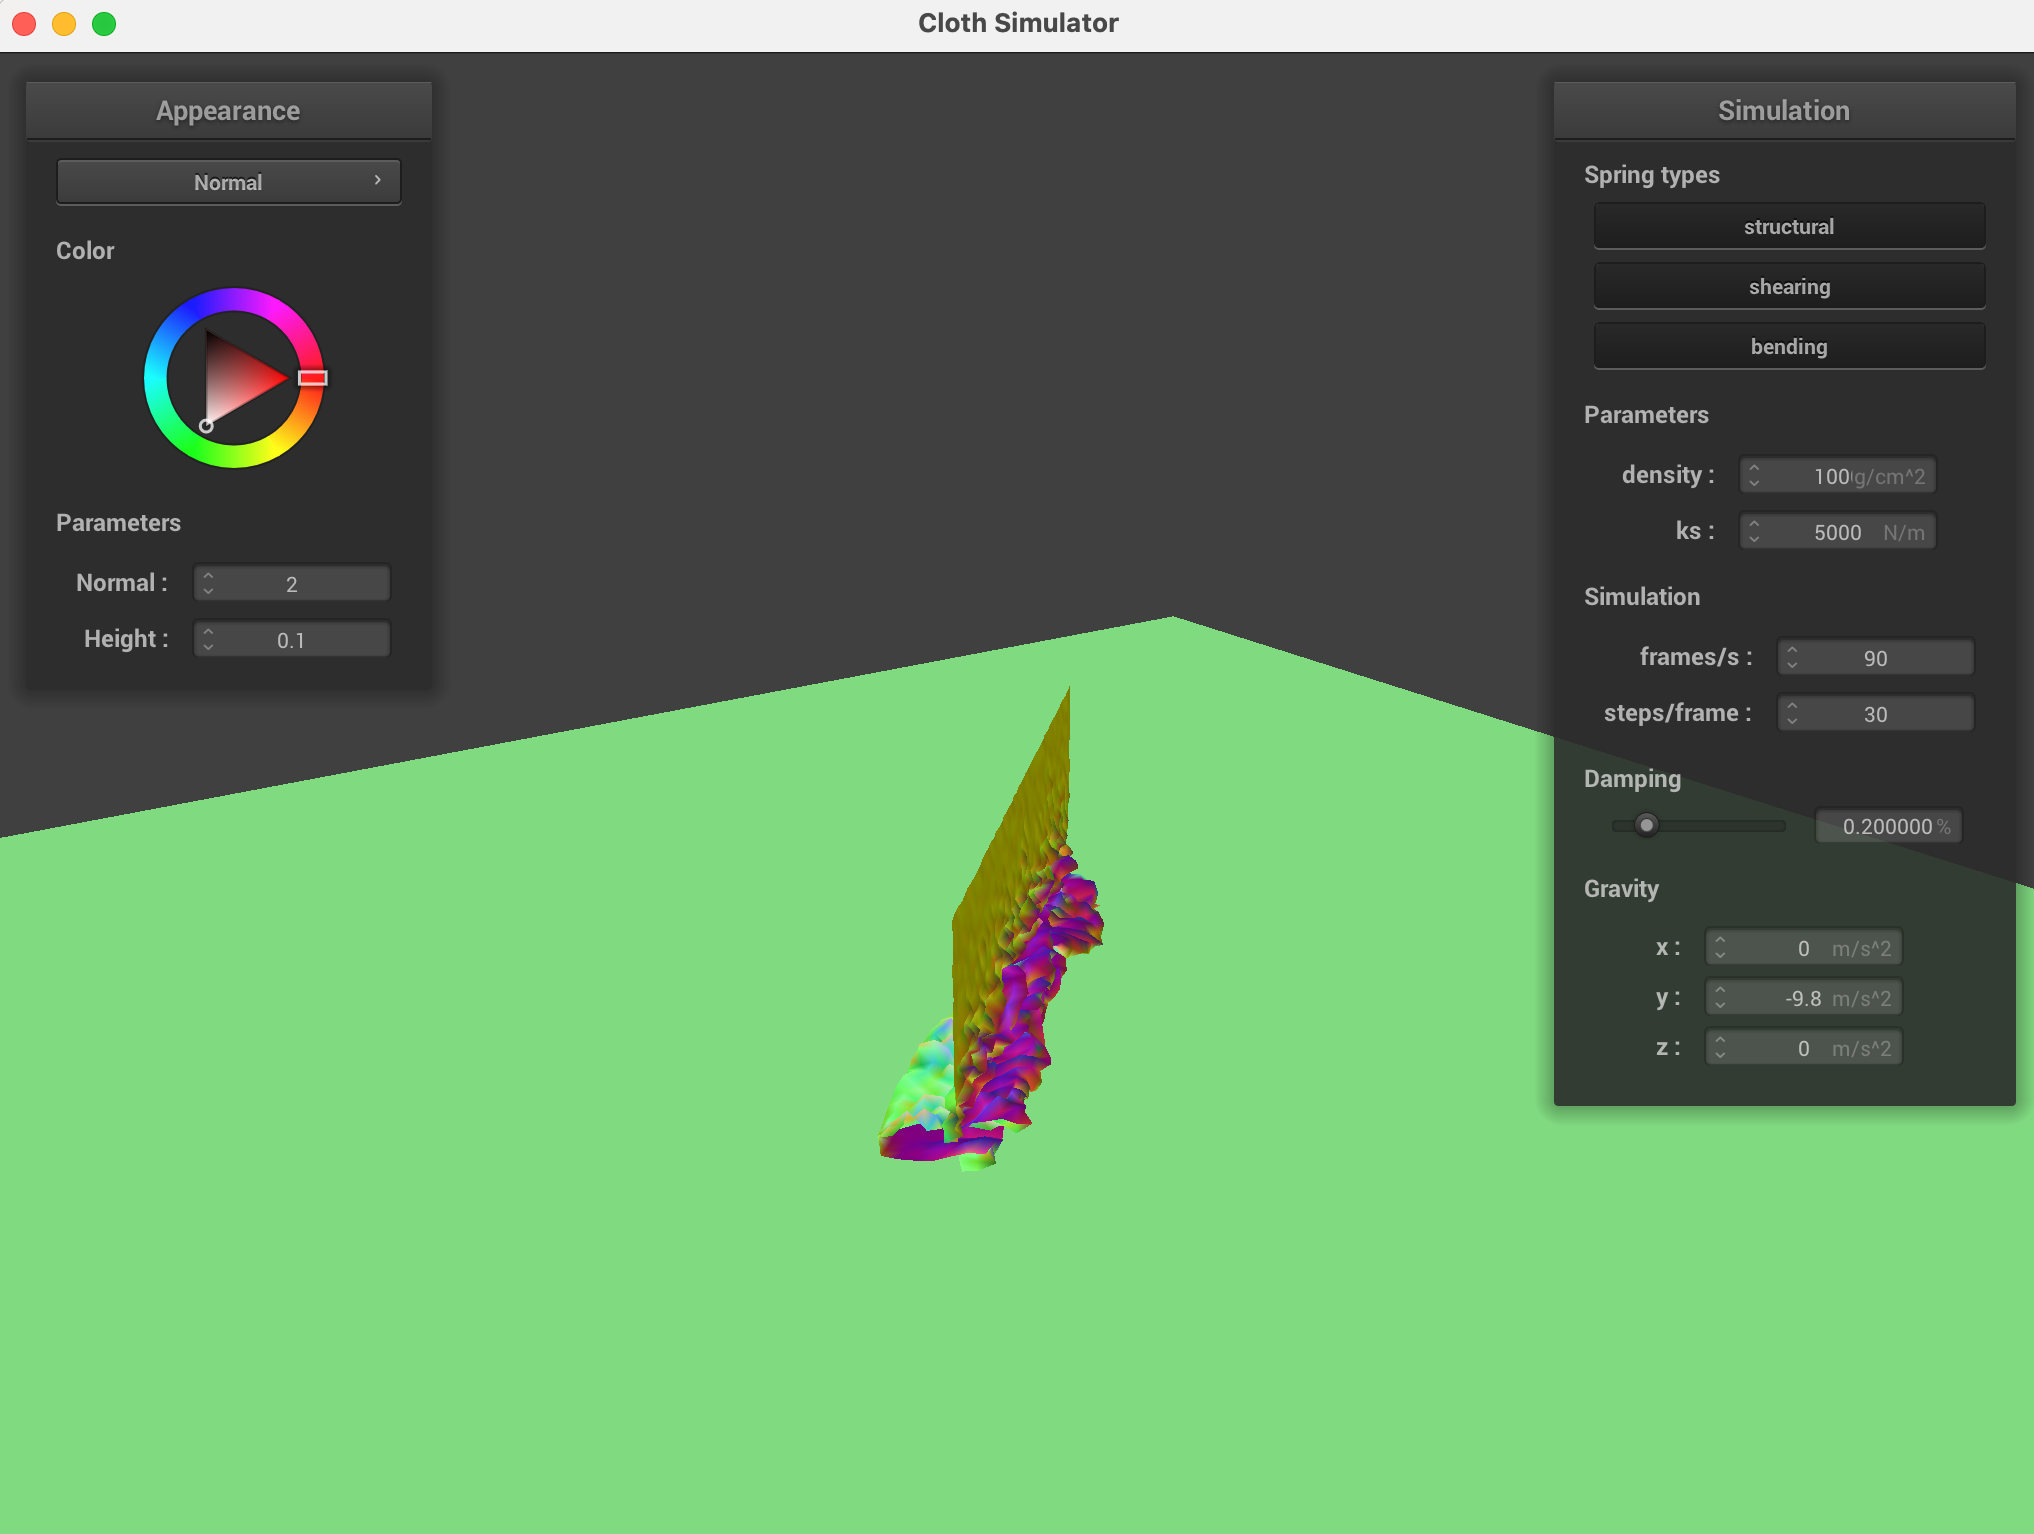 Cloth Simulator
Appearance
Normal
Color
Parameters
Normal : 2
Height : 0.1
Simulation
Spring types
structural
shearing
bending
Parameters
density : 100 g/cm^2
ks : 5000 N/m
Simulation
frames/s : 90
steps/frame : 30
Damping
0.200000 %
Gravity
x : 0 m/s^2
y : -9.8 m/s^2
z : 0 m/s^2